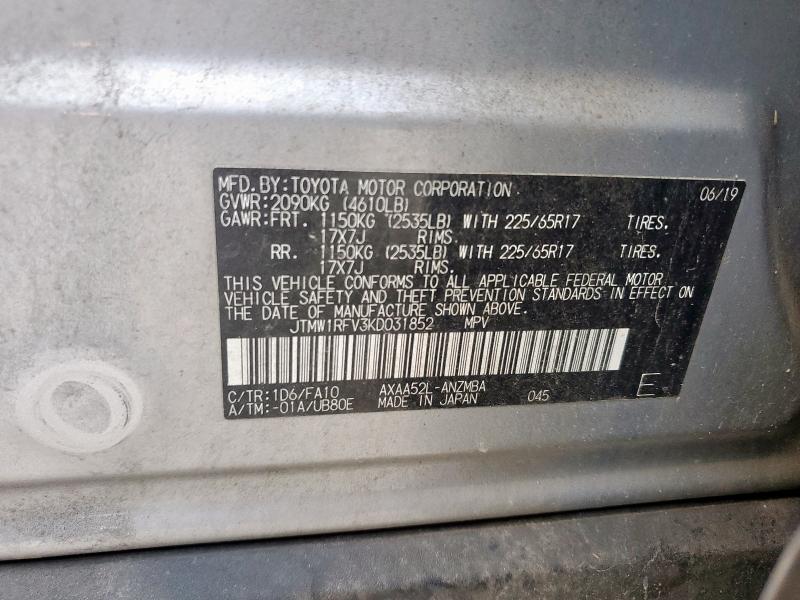 MFD.BY:TOYOTA MOTOR CORPORATION 06/19
GVWR:2090KG (4610LB)
GAWR:FRT. 1150KG (2535LB) WITH 225/65R17 TIRES.
17X7J RIMS.
RR. 1150KG (2535LB) WITH 225/65R17 TIRES.
17X7J RIMS.
THIS VEHICLE CONFORMS TO ALL APPLICABLE FEDERAL MOTOR
VEHICLE SAFETY AND THEFT PREVENTION STANDARDS IN EFFECT ON
THE DATE OF MANUFACTURE SHOWN ABOVE.
JTMW1RFV3KD031852 MPV
C/TR:1D6/FA10 AXAA52L-ANZMBA 045 E
A/TM:-01A/UB80E MADE IN JAPAN